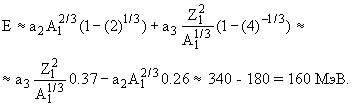 E ≈ a₂A₁^{2/3}(1−(2)^{1/3}) + a₃ Z₁²/A₁^{1/3} (1−(4)^{−1/3}) ≈
≈ a₃ Z₁²/A₁^{1/3} 0.37 − a₂A₁^{2/3} 0.26 ≈ 340 - 180 = 160 МэВ.